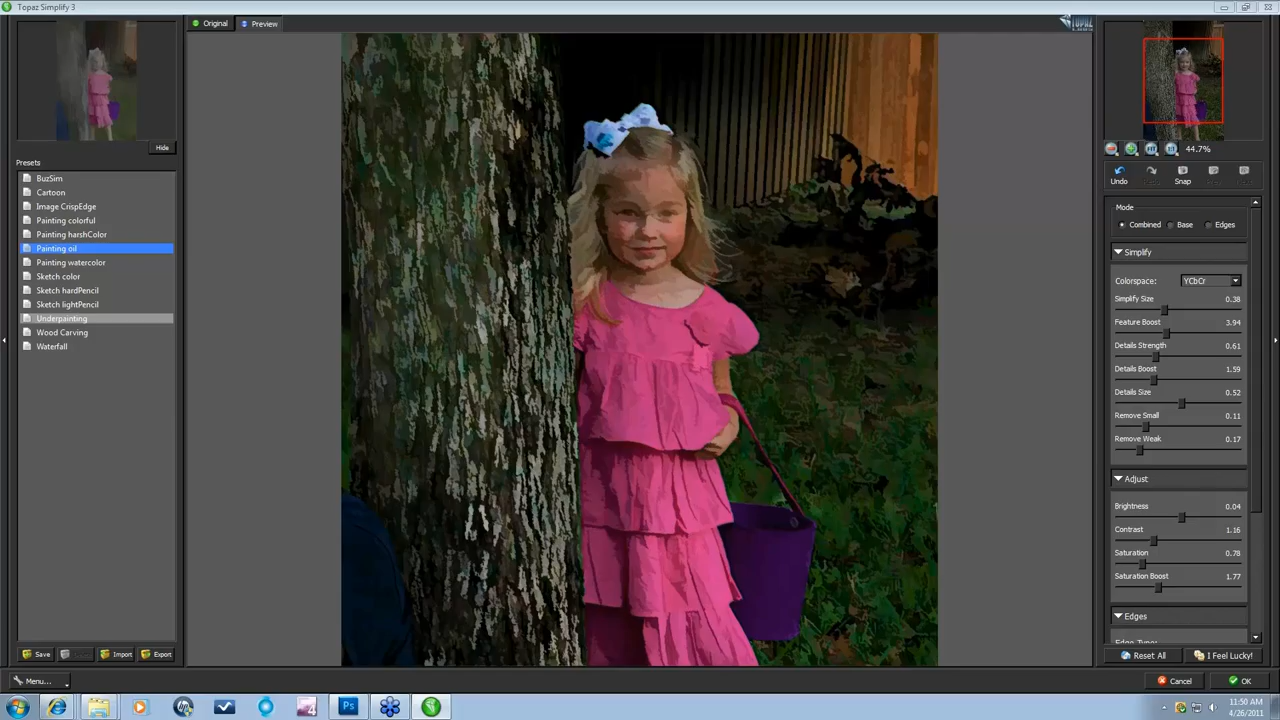 Topaz Simplify 3
Original
Preview
TOPAZ
LABS
Hide
44.7%
Presets
Undo
Snap
BuzSim
Cartoon
Image CrispEdge
Painting colorful
Painting harshColor
Painting oil
Painting watercolor
Sketch color
Sketch hardPencil
Sketch lightPencil
Underpainting
Wood Carving
Waterfall
Mode
Combined
Base
Edges
Simplify
Colorspace:
YCbCr
Simplify Size 0.38
Feature Boost 3.94
Details Strength 0.61
Details Boost 1.59
Details Size 0.52
Remove Small 0.11
Remove Weak 0.17
Adjust
Brightness 0.04
Contrast 1.16
Saturation 0.78
Saturation Boost 1.77
Edges
Save
Import
Export
Reset All
I Feel Lucky!
Menu...
Cancel
OK
hp
4
Ps
11:50 AM
4/26/2011